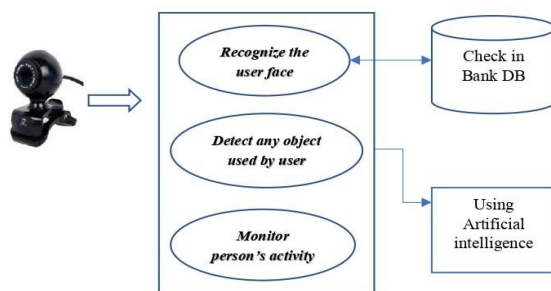 Recognize the
user face
Check in
Bank DB
Detect any object
used by user
Using
Artificial
intelligence
Monitor
person's activity